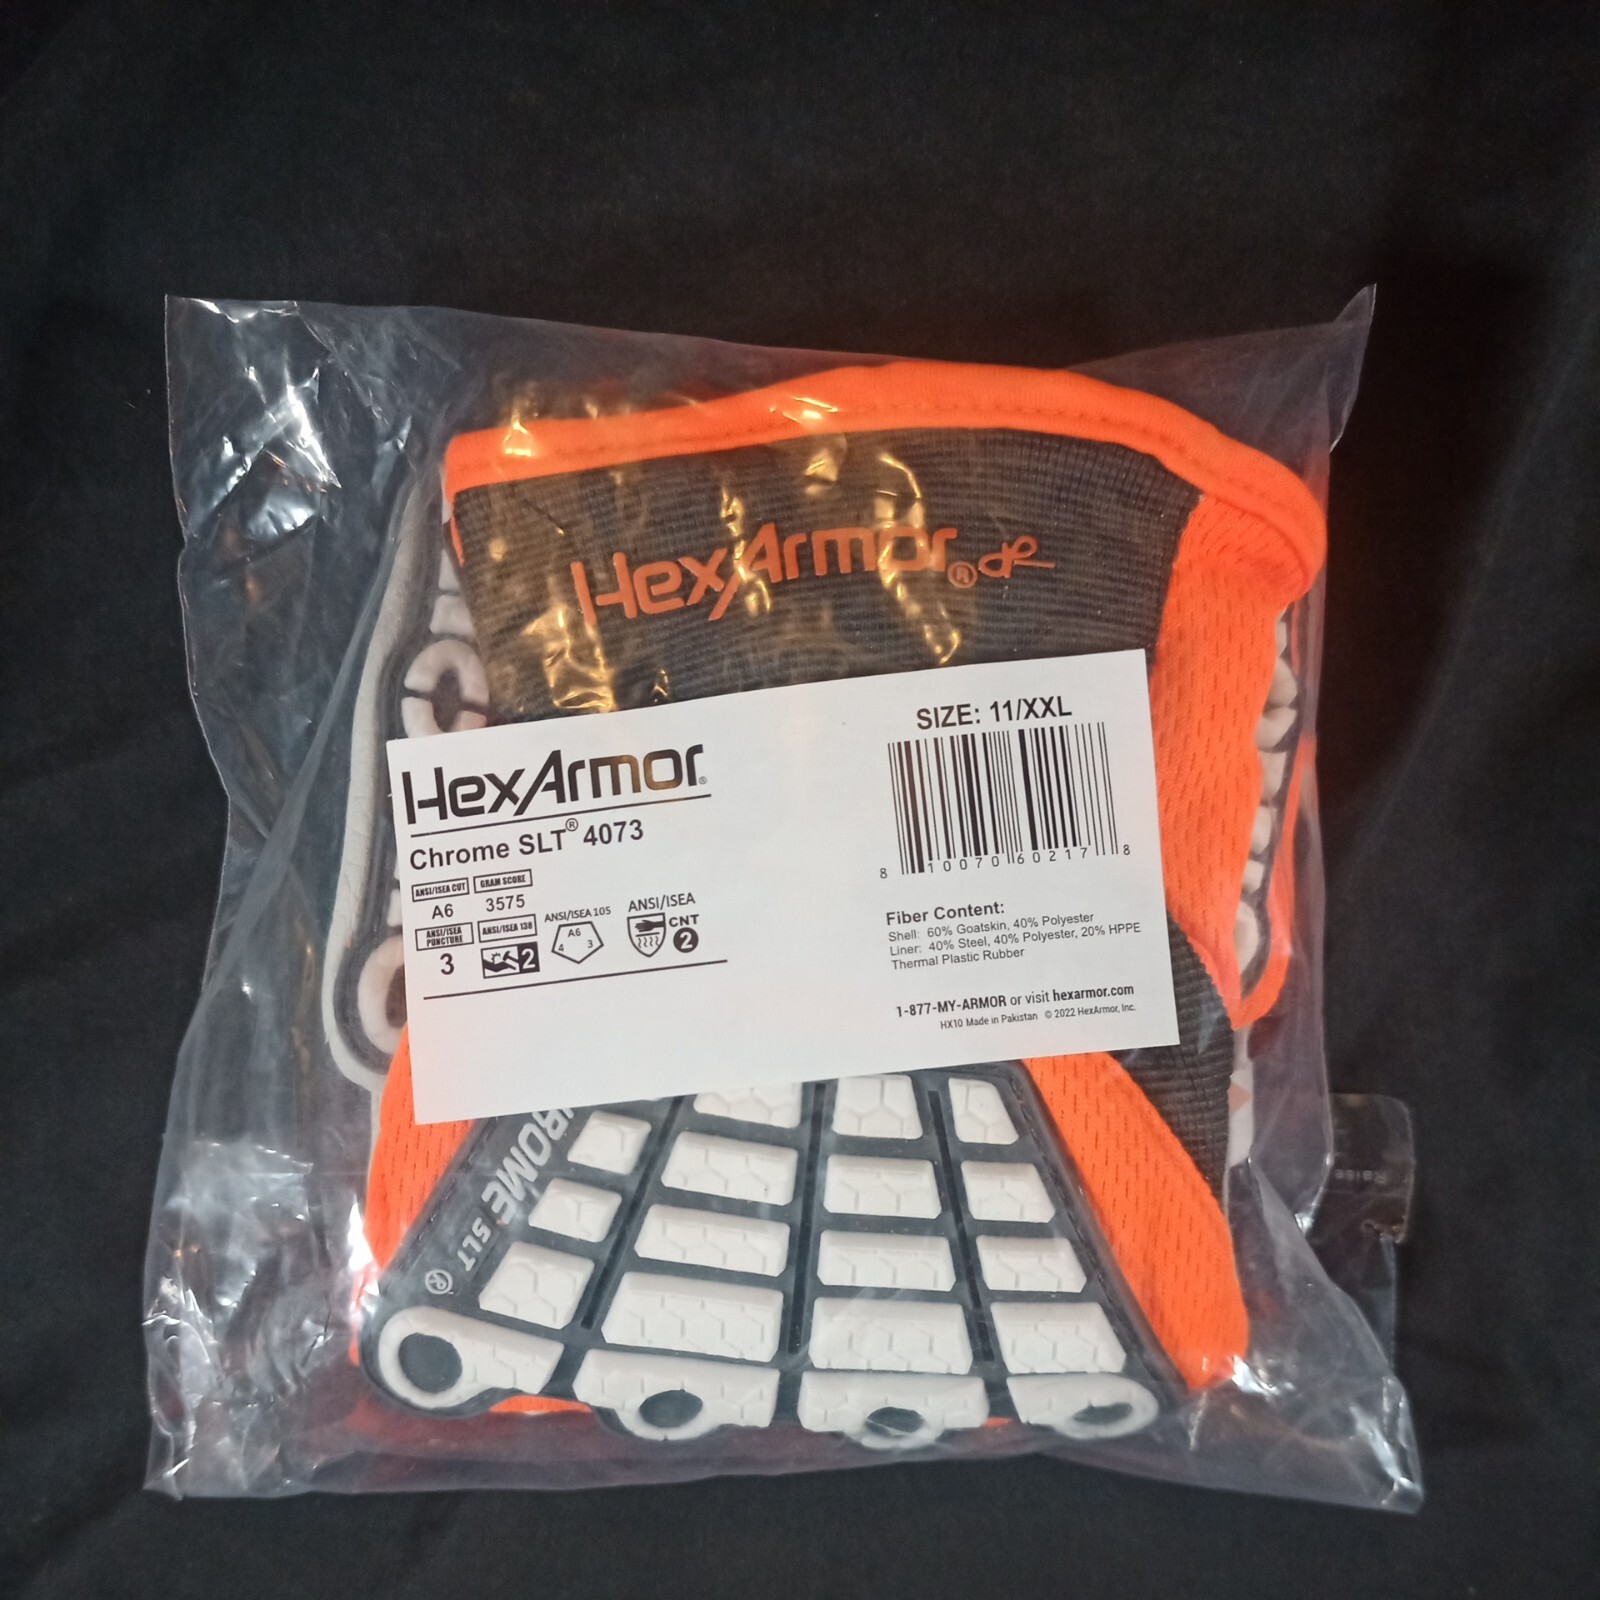 HexArmor®
HexArmor®
Chrome SLT® 4073
ANSI/ISEA CUT
A6
GRAM SCORE
3575
ANSI/ISEA
PUNCTURE
3
ANSI/ISEA 138
2
ANSI/ISEA 105
A6
4 3
ANSI/ISEA
CNT
2
SIZE: 11/XXL
8 10070 60217 8
Fiber Content:
Shell: 60% Goatskin, 40% Polyester
Liner: 40% Steel, 40% Polyester, 20% HPPE
Thermal Plastic Rubber
1-877-MY-ARMOR or visit hexarmor.com
HX10 Made in Pakistan © 2022 HexArmor, Inc.
ROME SLT®
Raise